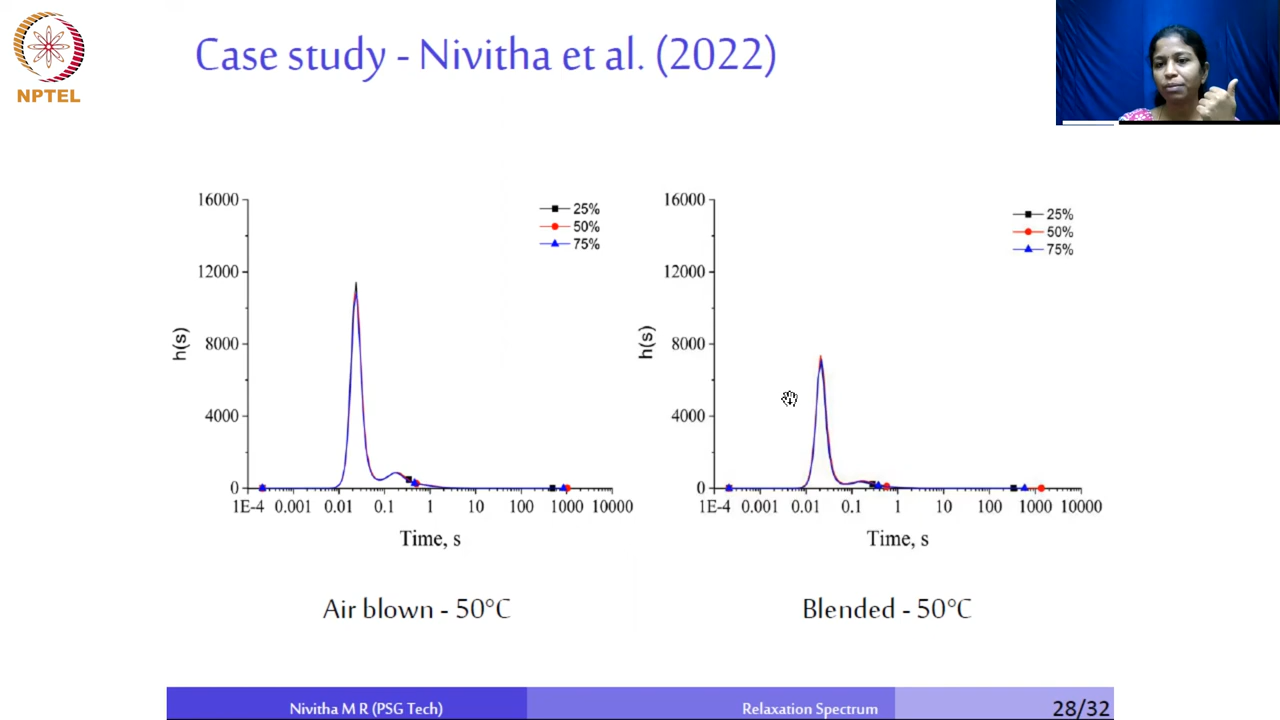 Case study - Nivitha et al. (2022)
NPTEL
16000
12000
8000
4000
0
h(s)
25%
50%
75%
1E-4 0.001 0.01 0.1 1 10 100 1000 10000
Time, s
Air blown - 50°C
16000
12000
8000
4000
0
h(s)
25%
50%
75%
1E-4 0.001 0.01 0.1 1 10 100 1000 10000
Time, s
Blended - 50°C
Nivitha M R (PSG Tech) Relaxation Spectrum 28/32